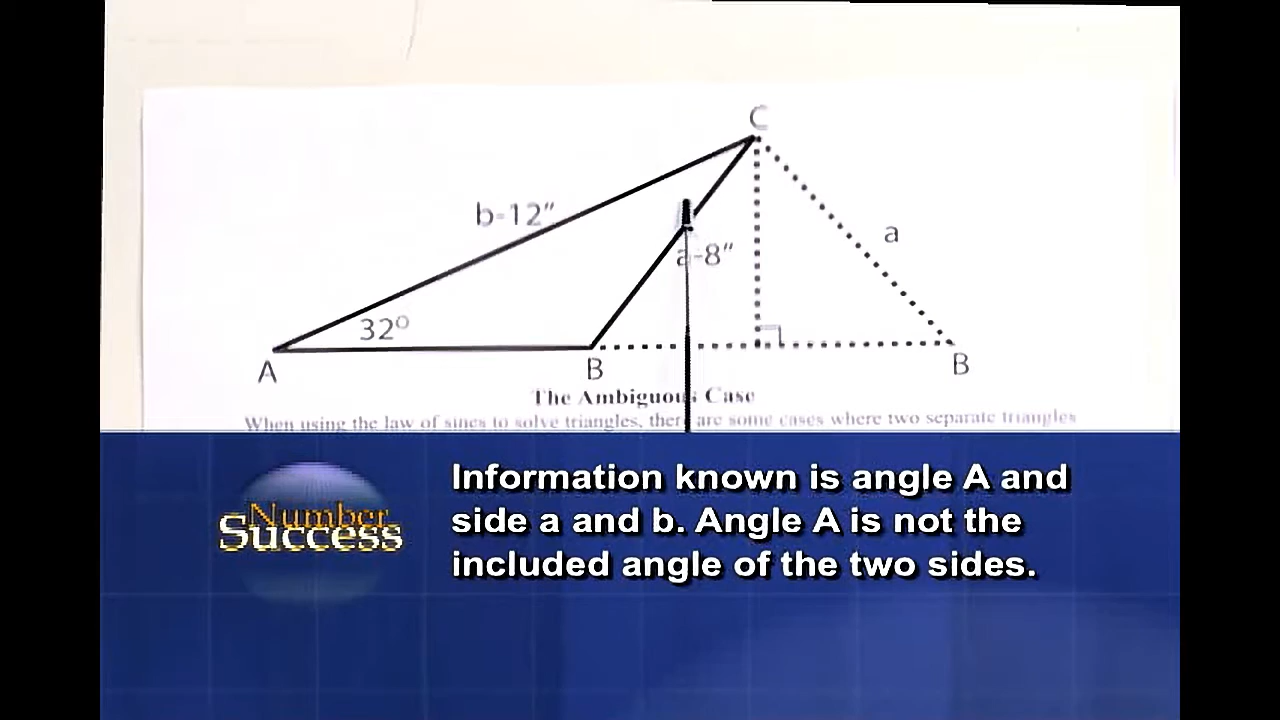 C
b-12"
a
a-8"
32º
A
B
B
The Ambiguous Case
When using the law of sines to solve triangles, there are some cases where two separate triangles
Number
Success
Information known is angle A and
side a and b. Angle A is not the
included angle of the two sides.